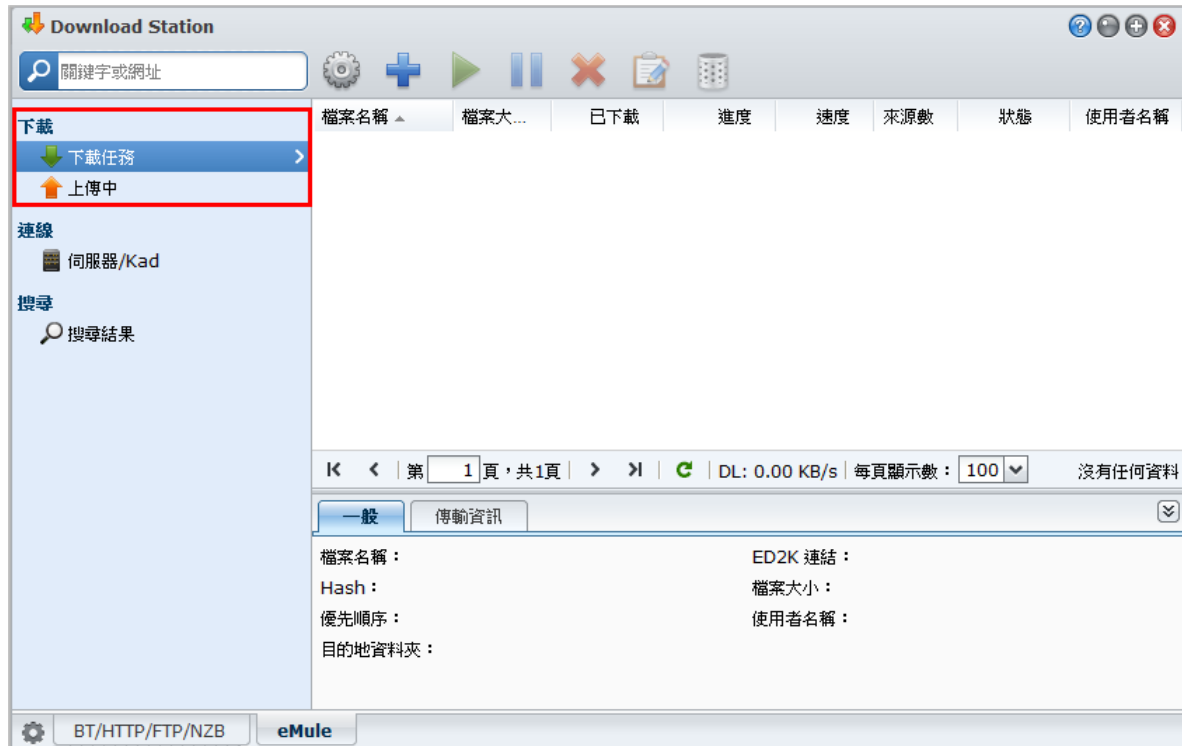 Download Station
關鍵字或網址
下載
下載任務
上傳中
連線
伺服器/Kad
搜尋
搜尋結果
檔案名稱 檔案大... 已下載 進度 速度 來源數 狀態 使用者名稱
第 1 頁，共1頁 DL: 0.00 KB/s 每頁顯示數： 100 沒有任何資料
一般 傳輸資訊
檔案名稱： ED2K 連結：
Hash： 檔案大小：
優先順序： 使用者名稱：
目的地資料夾：
BT/HTTP/FTP/NZB eMule